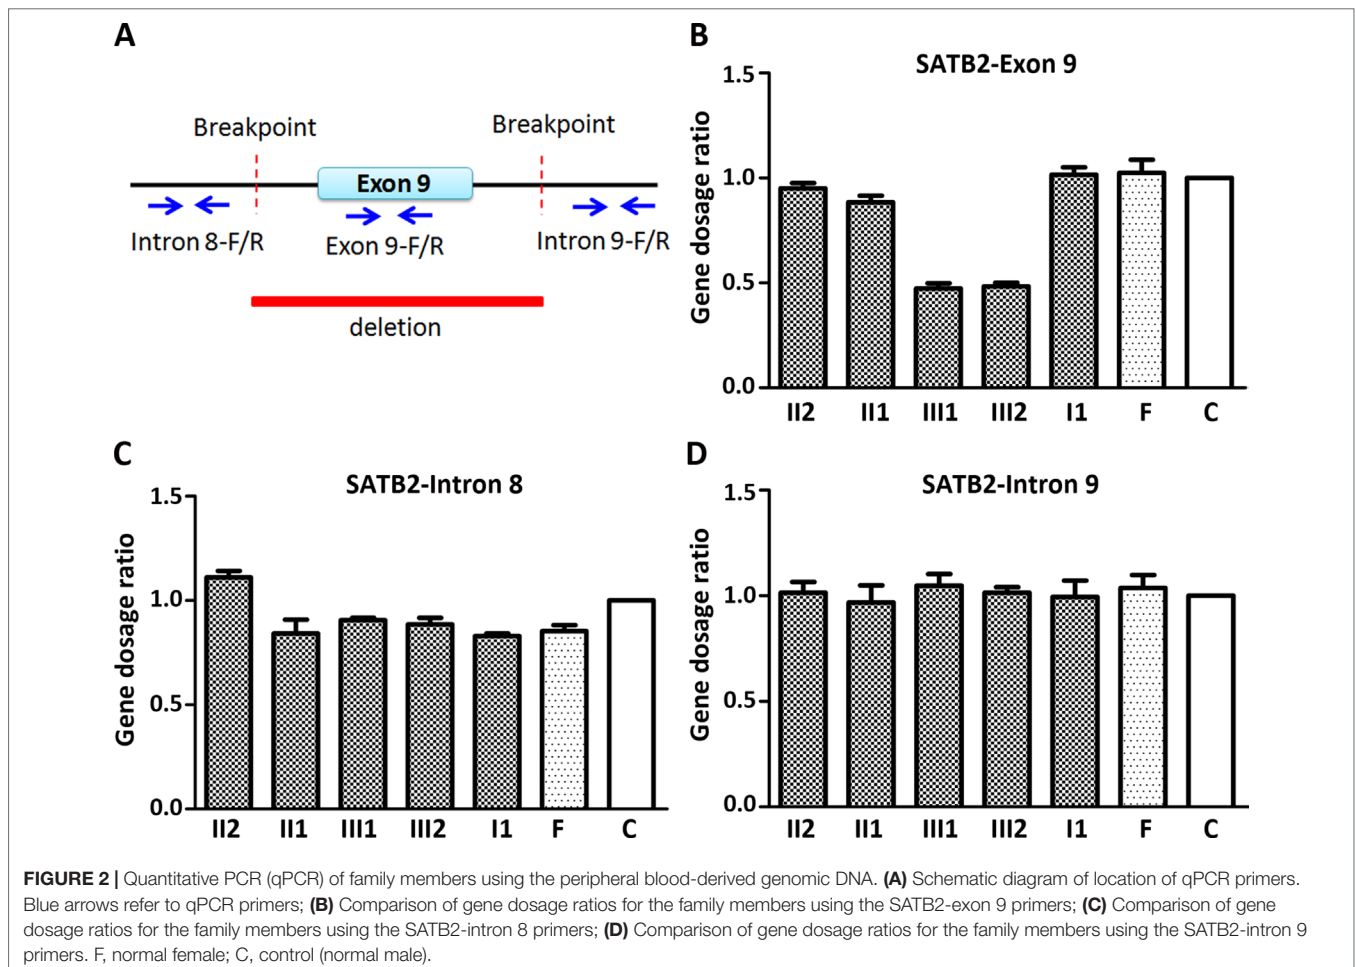 A
Breakpoint
Breakpoint
Exon 9
Intron 8-F/R
Exon 9-F/R
Intron 9-F/R
deletion
B
SATB2-Exon 9
Gene dosage ratio
1.5
1.0
0.5
0.0
II2 II1 III1 III2 I1 F C
C
SATB2-Intron 8
Gene dosage ratio
1.5
1.0
0.5
0.0
II2 II1 III1 III2 I1 F C
D
SATB2-Intron 9
Gene dosage ratio
1.5
1.0
0.5
0.0
II2 II1 III1 III2 I1 F C
FIGURE 2 | Quantitative PCR (qPCR) of family members using the peripheral blood-derived genomic DNA. (A) Schematic diagram of location of qPCR primers.
Blue arrows refer to qPCR primers; (B) Comparison of gene dosage ratios for the family members using the SATB2-exon 9 primers; (C) Comparison of gene
dosage ratios for the family members using the SATB2-intron 8 primers; (D) Comparison of gene dosage ratios for the family members using the SATB2-intron 9
primers. F, normal female; C, control (normal male).